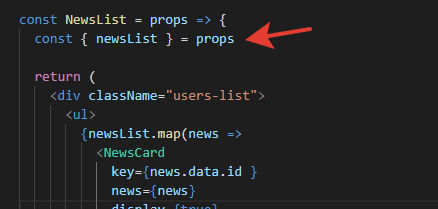 const NewsList = props => {
const { newsList } = props
return (
<div className="users-list">
<ul>
{newsList.map(news =>
<NewsCard
key={news.data.id }
news={news}
display {true}